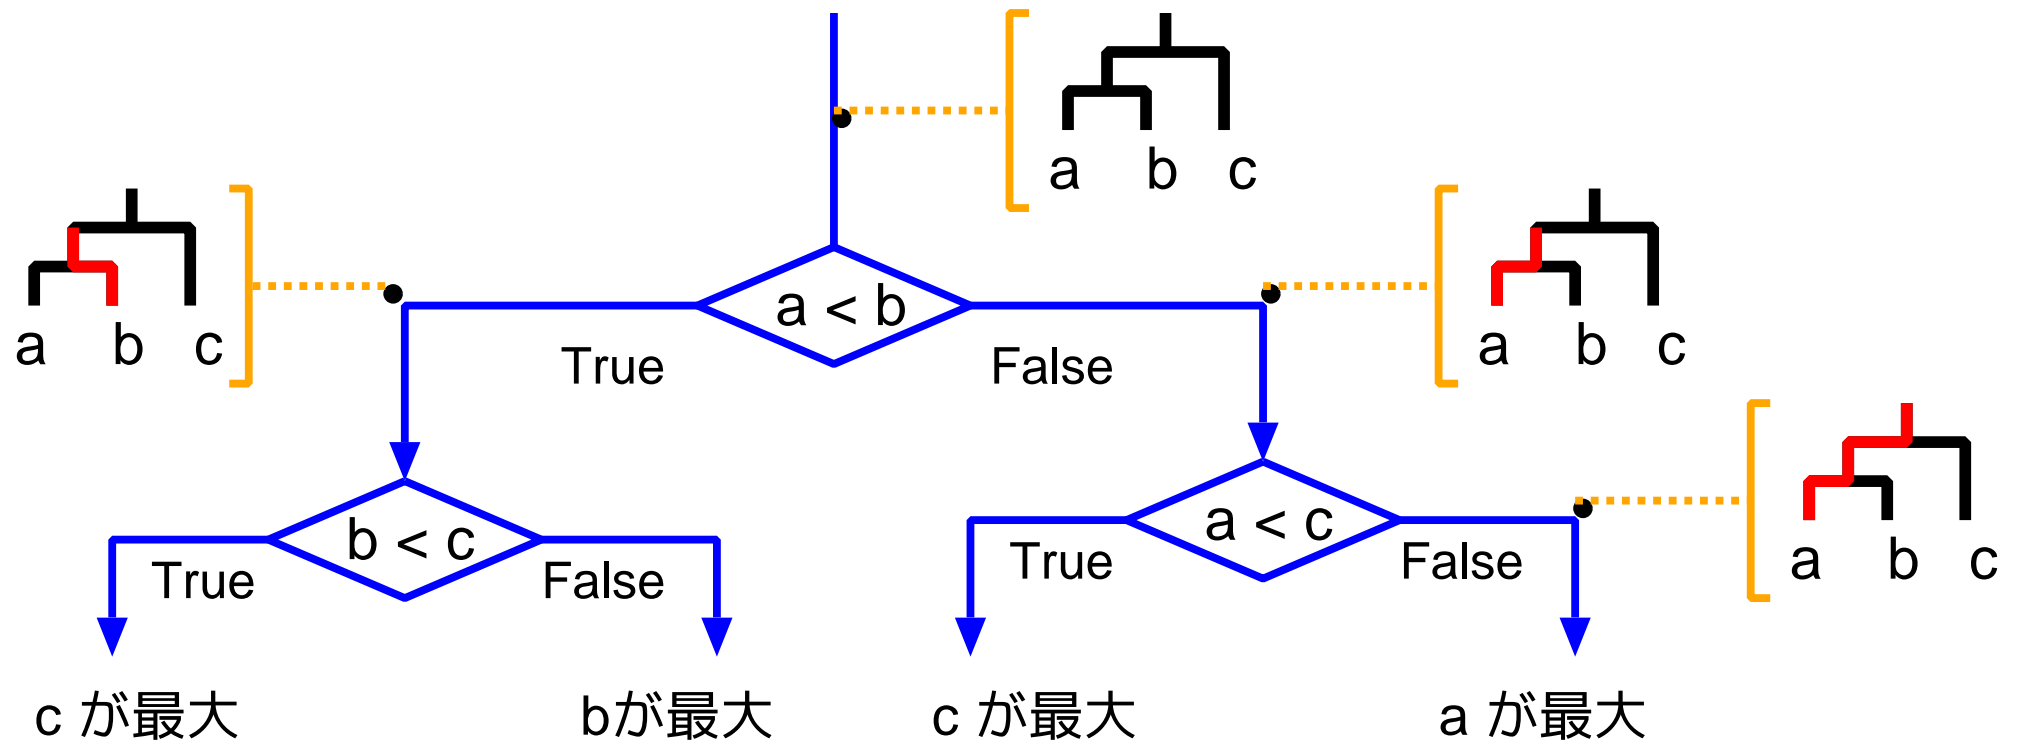 a b c
a b c
a < b
a b c
True
False
a b c
b < c
a < c
True
False
True
False
c が最大
bが最大
c が最大
a が最大